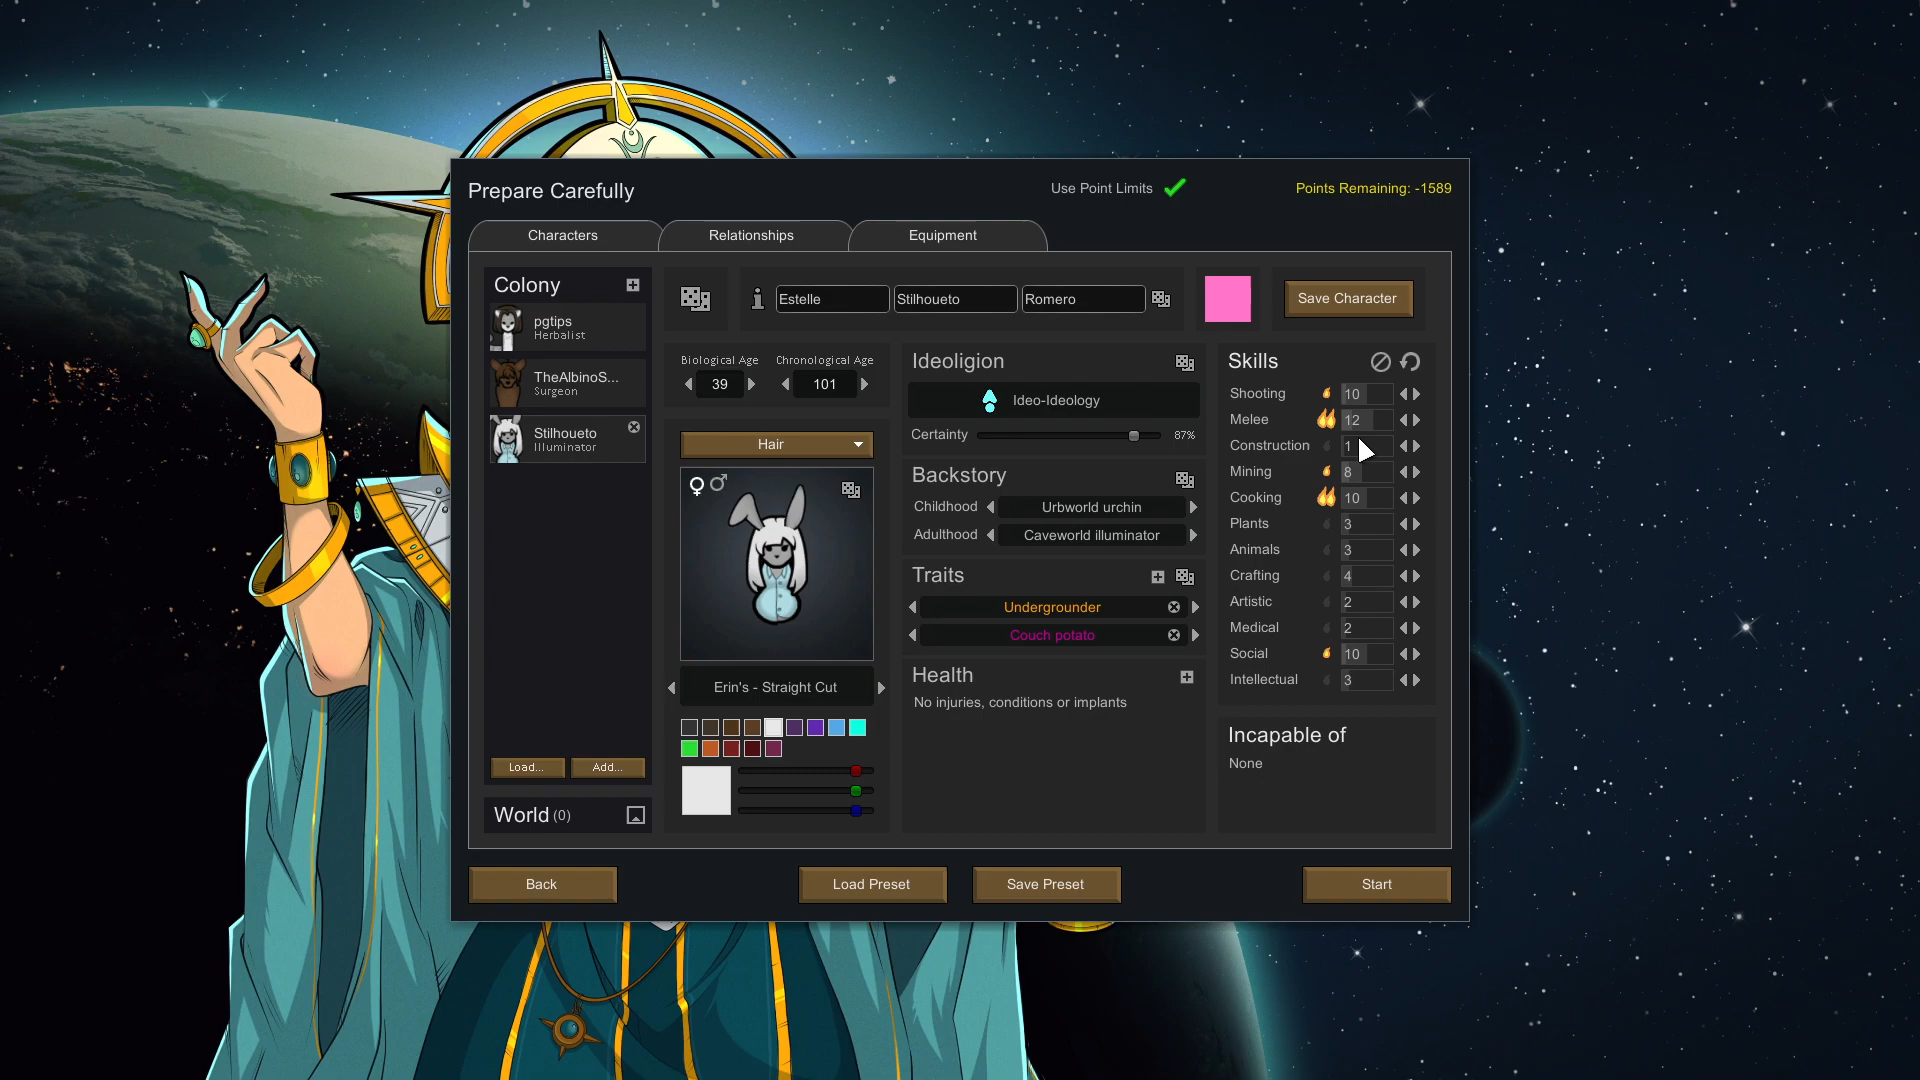 Prepare Carefully
Use Point Limits
Points Remaining: -1589
Characters
Relationships
Equipment
Colony
pgtips
Herbalist
TheAlbinoS...
Surgeon
Stilhoueto
Illuminator
Load...
Add...
World (0)
Estelle
Stilhoueto
Romero
Save Character
Biological Age
Chronological Age
39
101
Hair
Erin's - Straight Cut
Ideoligion
Ideo-Ideology
Certainty
87%
Backstory
Childhood
Urbworld urchin
Adulthood
Caveworld illuminator
Traits
Undergrounder
Couch potato
Health
No injuries, conditions or implants
Skills
Shooting 10
Melee 12
Construction 1
Mining 8
Cooking 10
Plants 3
Animals 3
Crafting 4
Artistic 2
Medical 2
Social 10
Intellectual 3
Incapable of
None
Back
Load Preset
Save Preset
Start